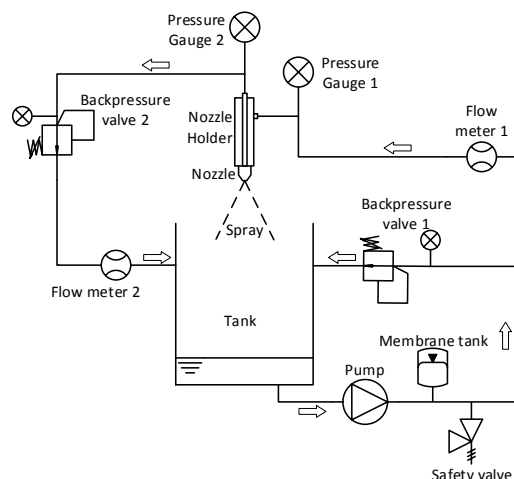 Pressure
Gauge 2
Pressure
Gauge 1
Backpressure
valve 2
Nozzle
Holder
Flow
meter 1
Nozzle
Backpressure
valve 1
Spray
Flow meter 2
Tank
Membrane tank
Pump
Safety valve